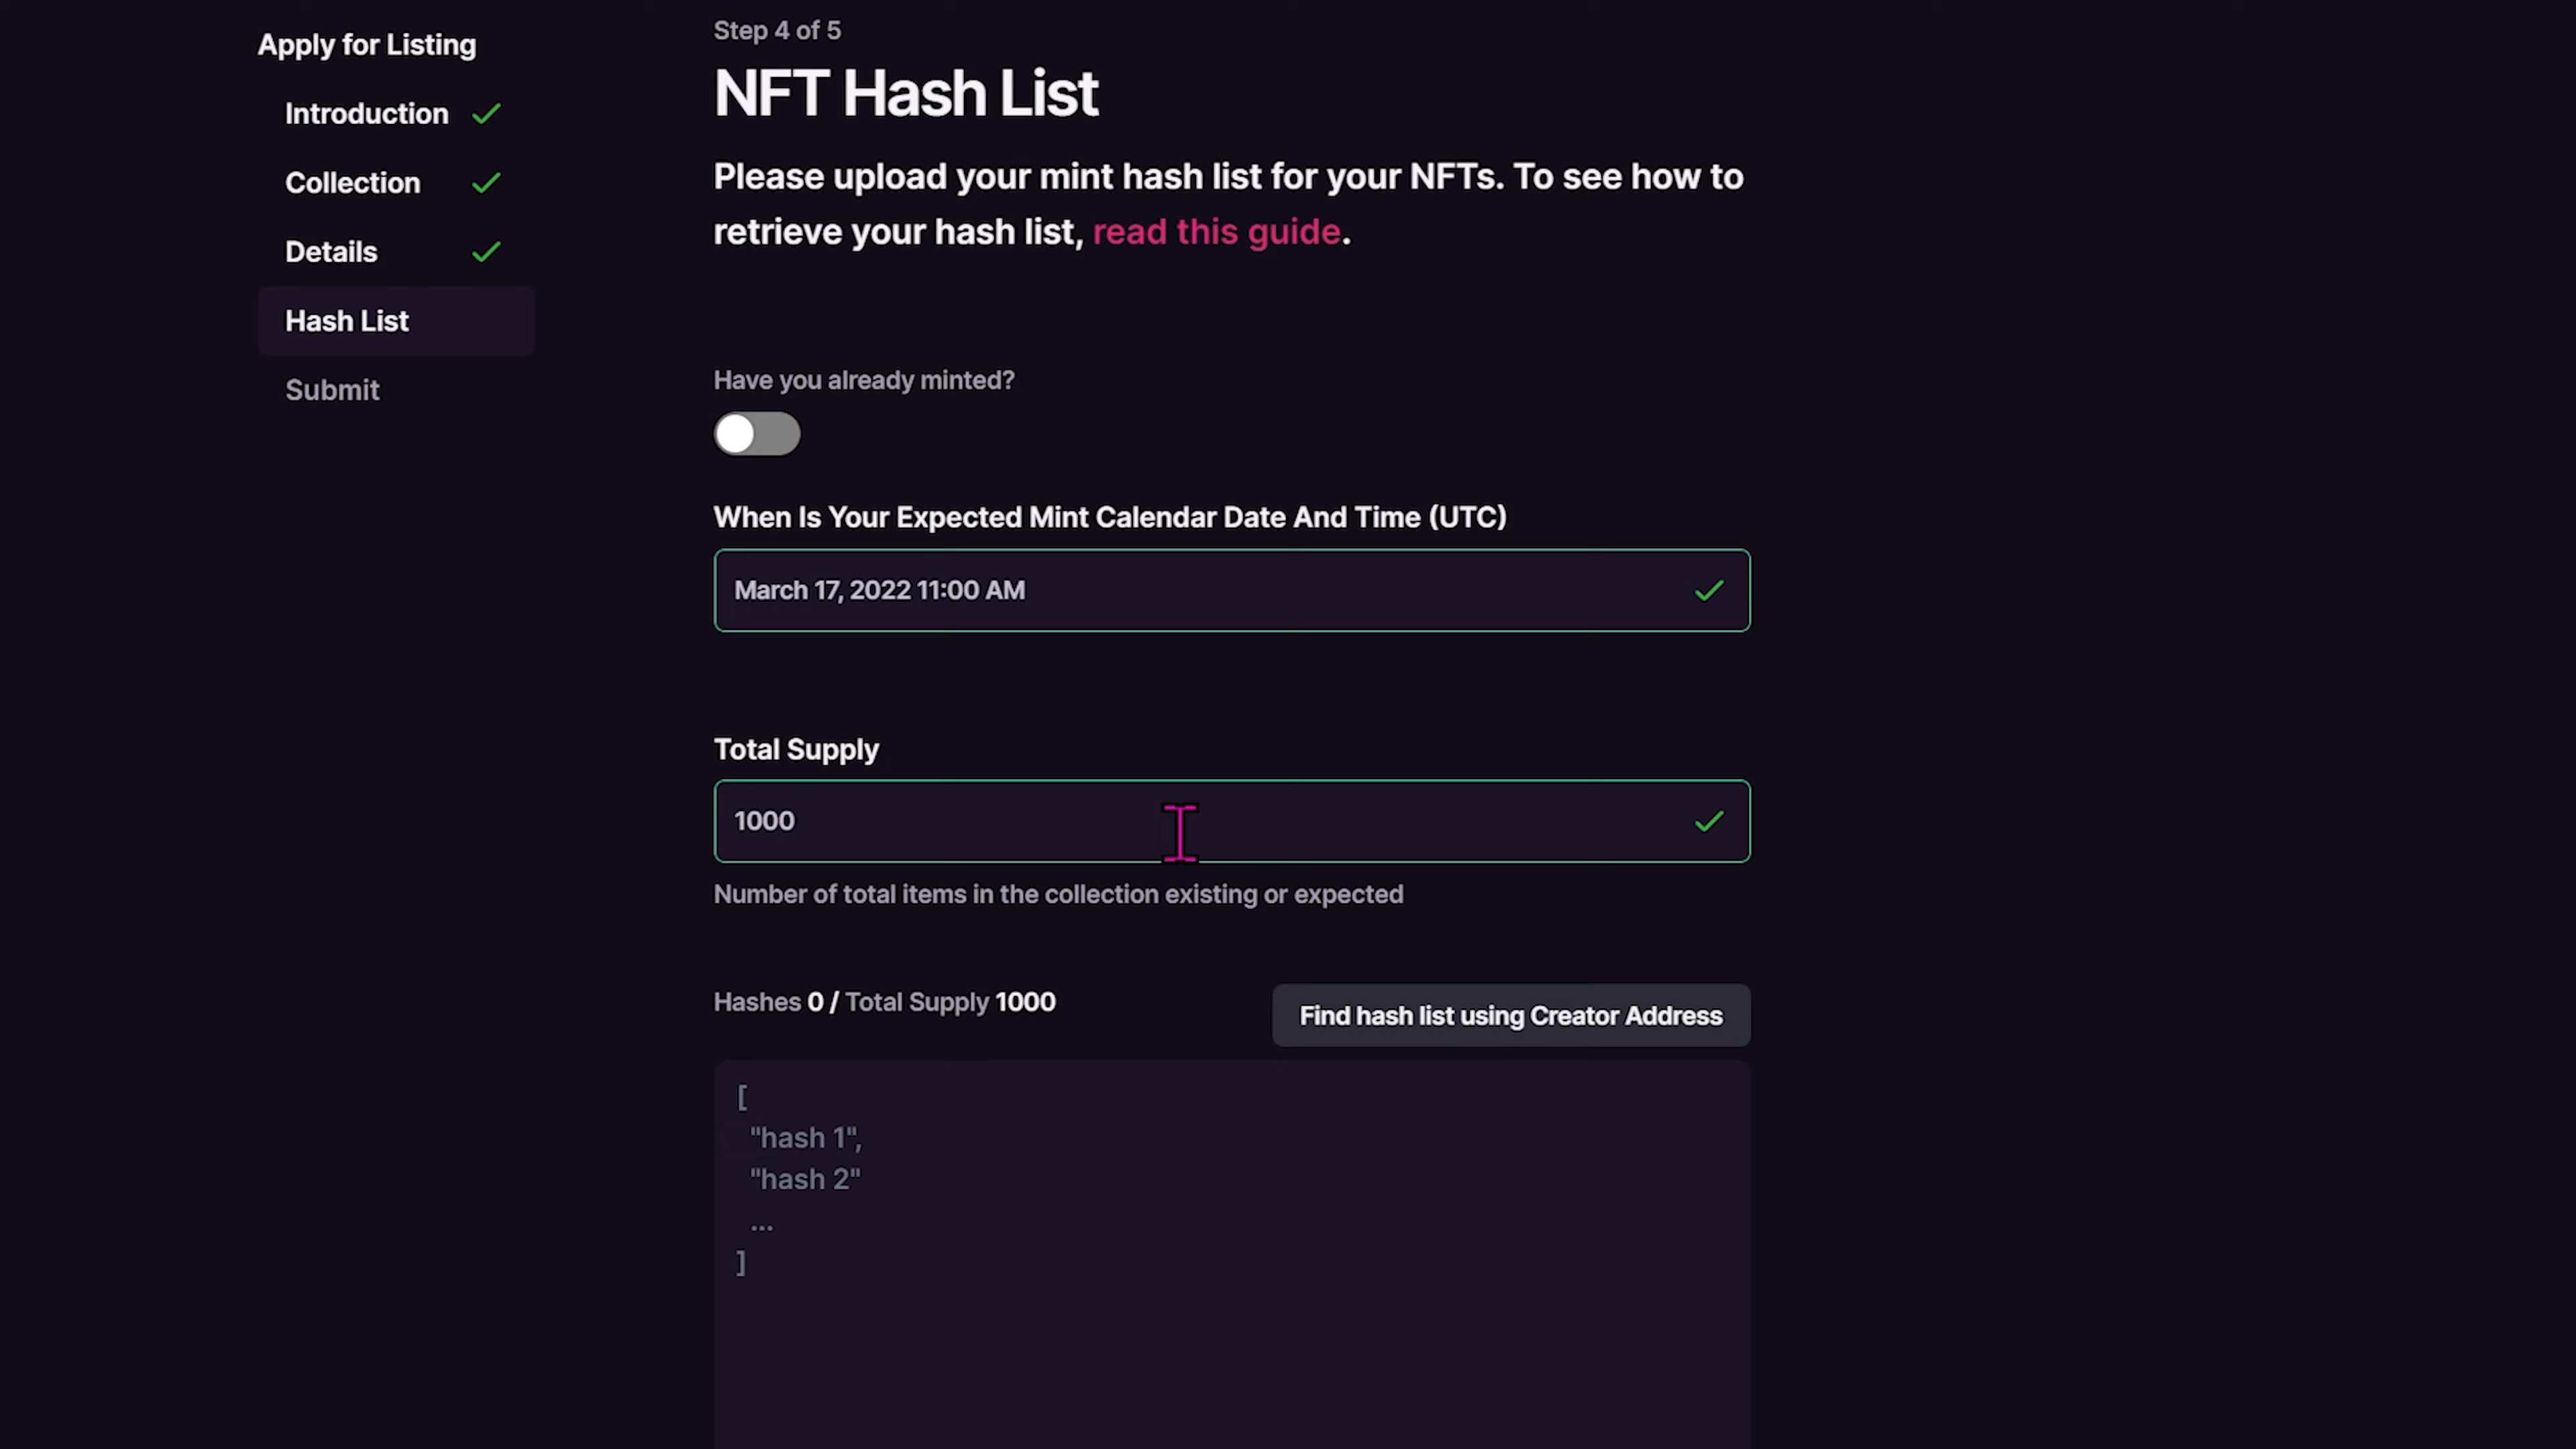 Apply for Listing
Introduction
Collection
Details
Hash List
Submit
Step 4 of 5
NFT Hash List
Please upload your mint hash list for your NFTs. To see how to
retrieve your hash list, read this guide.
Have you already minted?
When Is Your Expected Mint Calendar Date And Time (UTC)
March 17, 2022 11:00 AM
Total Supply
1000
Number of total items in the collection existing or expected
Hashes 0 / Total Supply 1000
Find hash list using Creator Address
[
"hash 1",
"hash 2"
...
]